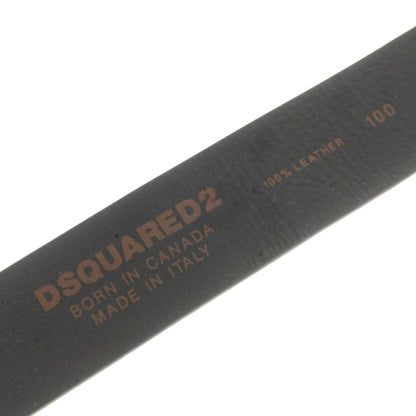 DSQUARED2
BORN IN CANADA
MADE IN ITALY
100% LEATHER
100